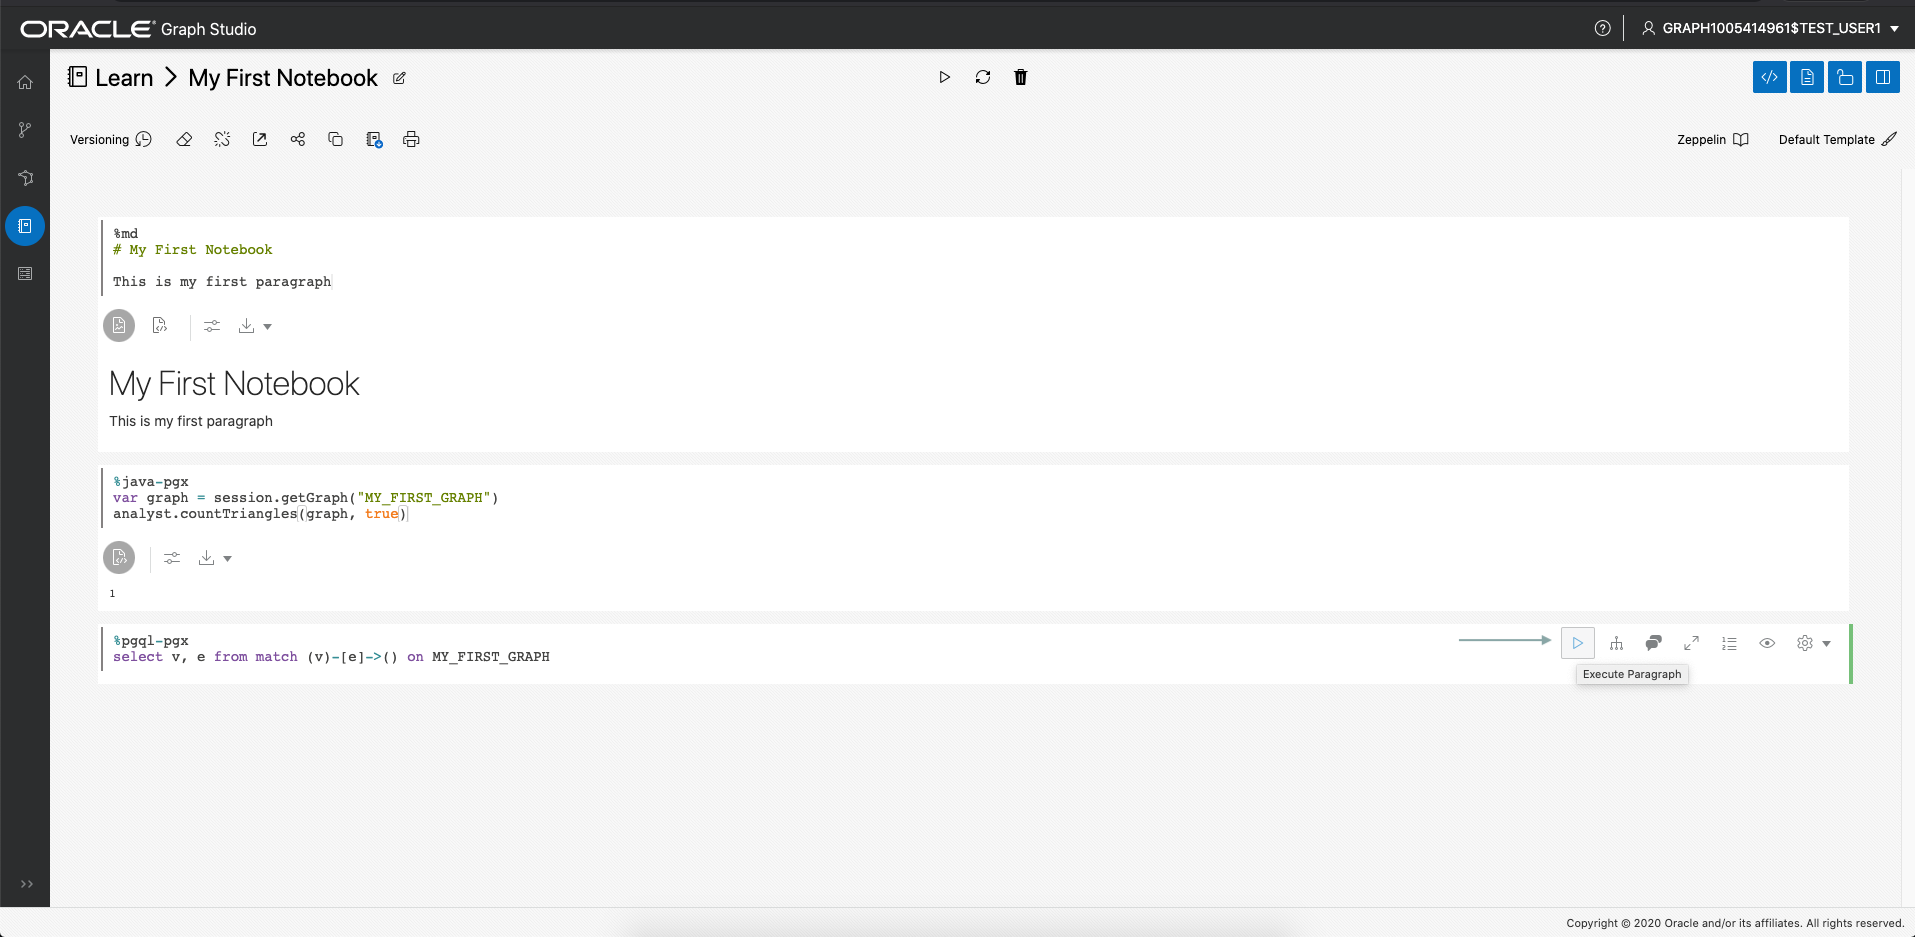 ORACLE® Graph Studio
GRAPH1005414961$TEST_USER1
Learn > My First Notebook
Versioning
Zeppelin
Default Template
%md
# My First Notebook
This is my first paragraph
My First Notebook
This is my first paragraph
%java-pgx
var graph = session.getGraph("MY_FIRST_GRAPH")
analyst.countTriangles(graph, true)
1
%pgql-pgx
select v, e from match (v)-[e]->() on MY_FIRST_GRAPH
Execute Paragraph
Copyright © 2020 Oracle and/or its affiliates. All rights reserved.